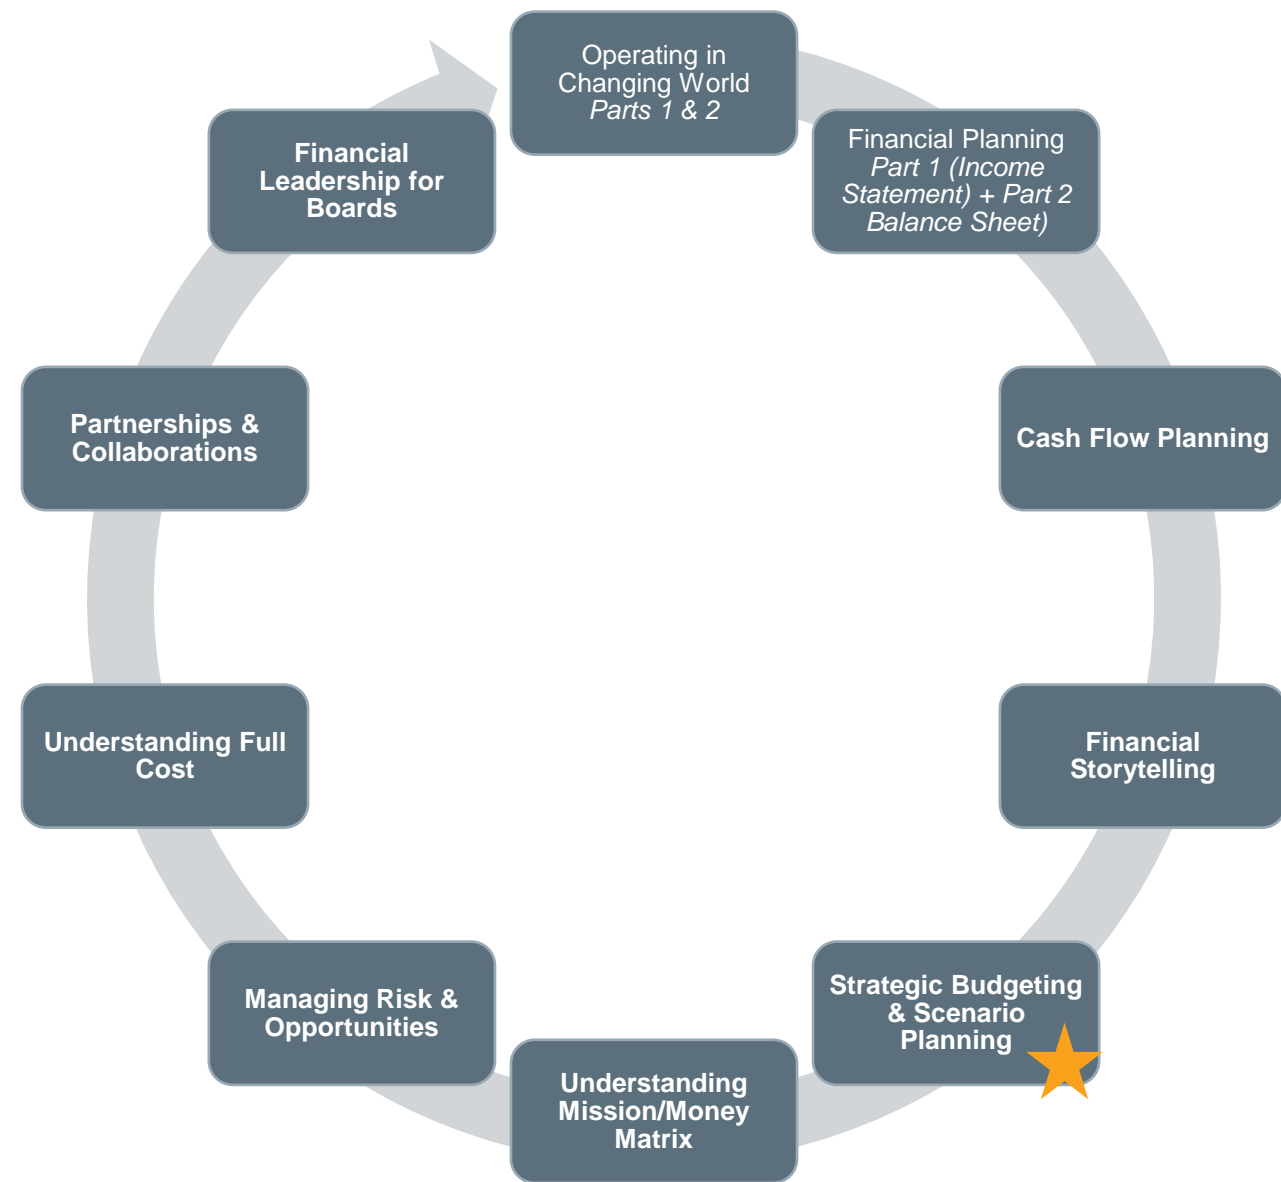 Operating in
Changing World
Parts 1 & 2
Financial Planning
Part 1 (Income
Statement) + Part 2
Balance Sheet)
Cash Flow Planning
Financial
Storytelling
Strategic Budgeting
& Scenario
Planning
Understanding
Mission/Money
Matrix
Managing Risk &
Opportunities
Understanding Full
Cost
Partnerships &
Collaborations
Financial
Leadership for
Boards